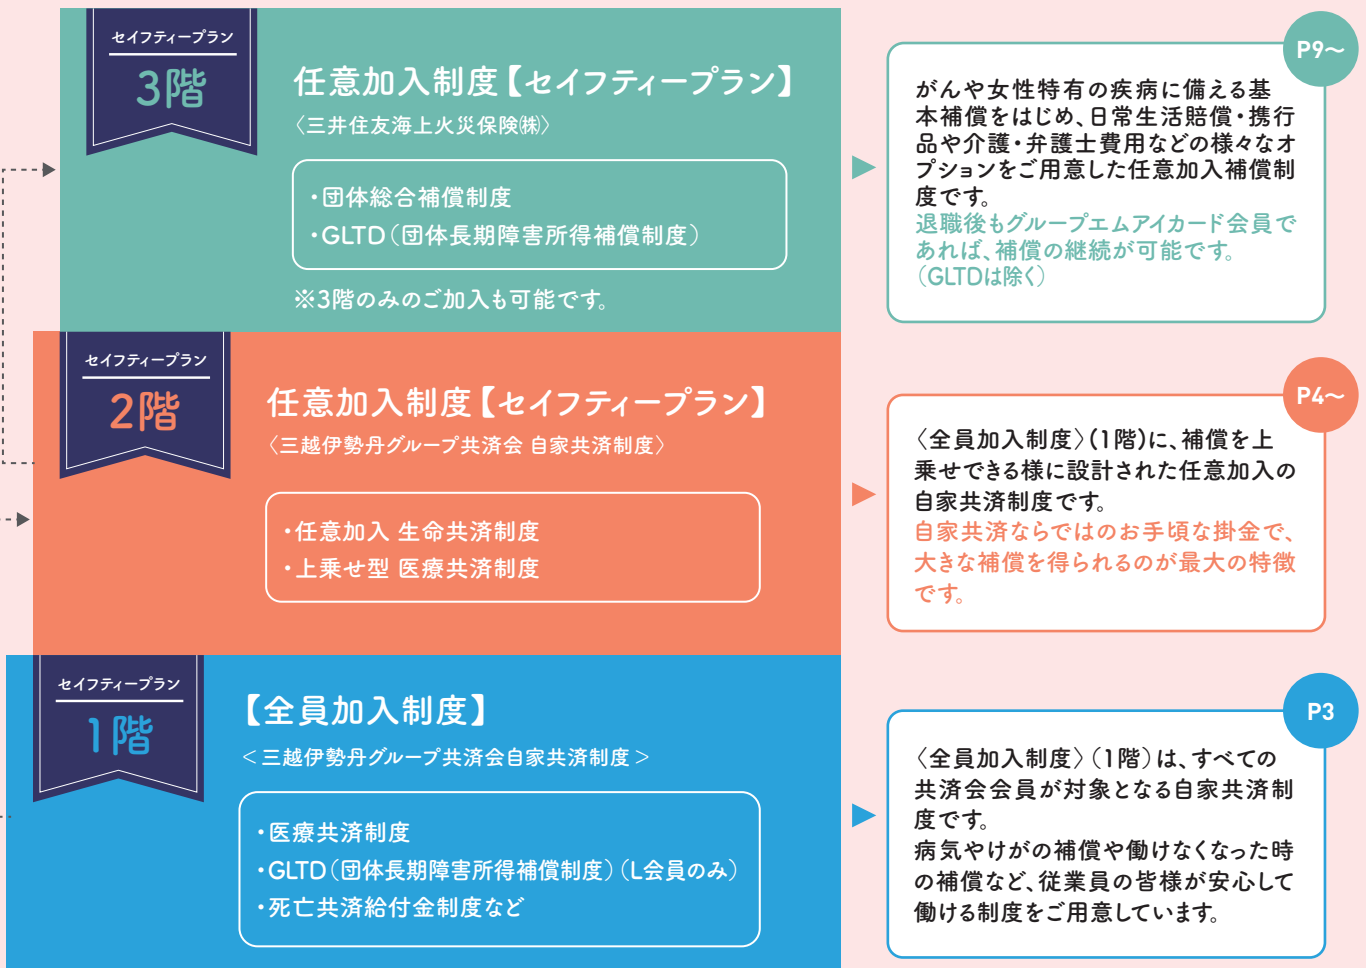 セイフティープラン
3階
任意加入制度【セイフティープラン】
〈三井住友海上火災保険㈱〉
・団体総合補償制度
・GLTD（団体長期障害所得補償制度）
※3階のみのご加入も可能です。
P9〜
がんや女性特有の疾病に備える基
本補償をはじめ、日常生活賠償・携行
品や介護・弁護士費用などの様々なオ
プションをご用意した任意加入補償制
度です。
退職後もグループエムアイカード会員で
あれば、補償の継続が可能です。
（GLTDは除く）
セイフティープラン
2階
任意加入制度【セイフティープラン】
〈三越伊勢丹グループ共済会 自家共済制度〉
・任意加入 生命共済制度
・上乗せ型 医療共済制度
P4〜
〈全員加入制度〉(1階)に、補償を上
乗せできる様に設計された任意加入の
自家共済制度です。
自家共済ならではのお手頃な掛金で、
大きな補償を得られるのが最大の特徴
です。
セイフティープラン
1階
【全員加入制度】
＜三越伊勢丹グループ共済会自家共済制度＞
・医療共済制度
・GLTD（団体長期障害所得補償制度）（L会員のみ）
・死亡共済給付金制度など
P3
〈全員加入制度〉（1階）は、すべての
共済会会員が対象となる自家共済制
度です。
病気やけがの補償や働けなくなった時
の補償など、従業員の皆様が安心して
働ける制度をご用意しています。